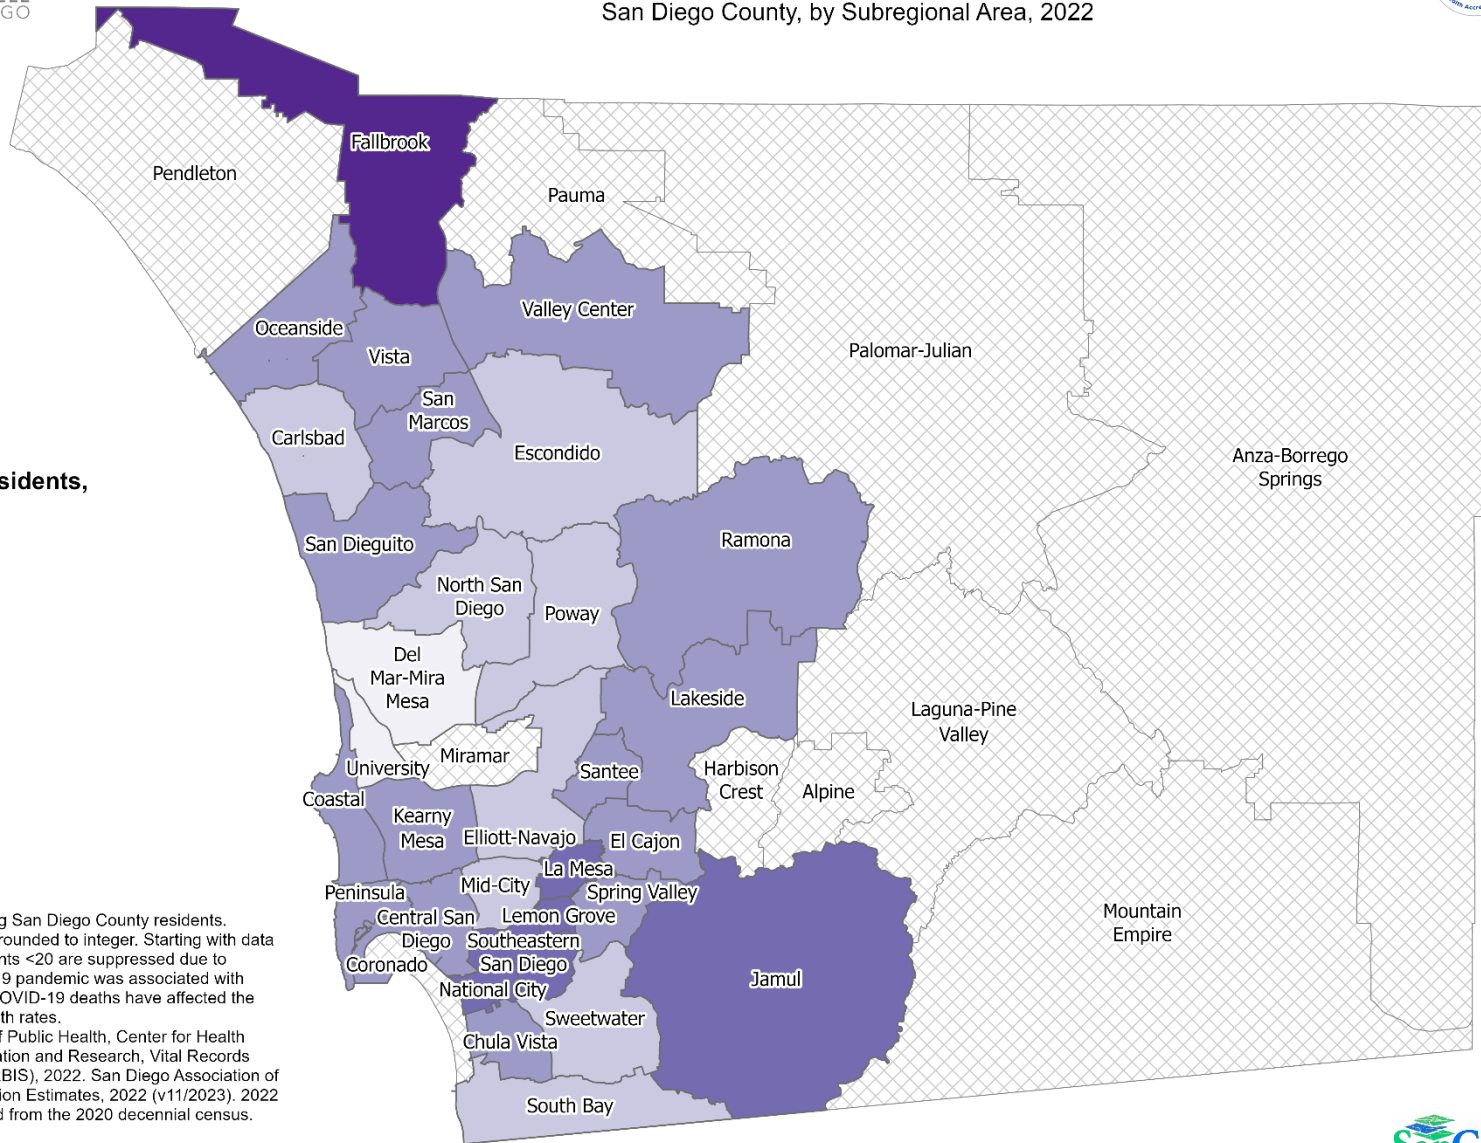 GO
San Diego County, by Subregional Area, 2022
Fallbrook
Pendleton
Pauma
Valley Center
Oceanside
Vista
Palomar-Julian
San
Marcos
Carlsbad
Escondido
Anza-Borrego
Springs
sidents,
San Dieguito
Ramona
North San
Diego
Poway
Del
Mar-Mira
Mesa
Lakeside
Laguna-Pine
Valley
Miramar
University
Santee
Harbison
Crest
Alpine
Coastal
Kearny
Mesa
Elliott-Navajo
El Cajon
La Mesa
Mid-City
Peninsula
Spring Valley
Central San
Diego
Lemon Grove
Southeastern
San Diego
Coronado
National City
Jamul
Mountain
Empire
Sweetwater
Chula Vista
South Bay
g San Diego County residents.
rounded to integer. Starting with data
nts <20 are suppressed due to
9 pandemic was associated with
OVID-19 deaths have affected the
th rates.
f Public Health, Center for Health
ation and Research, Vital Records
BIS), 2022. San Diego Association of
ion Estimates, 2022 (v11/2023). 2022
d from the 2020 decennial census.